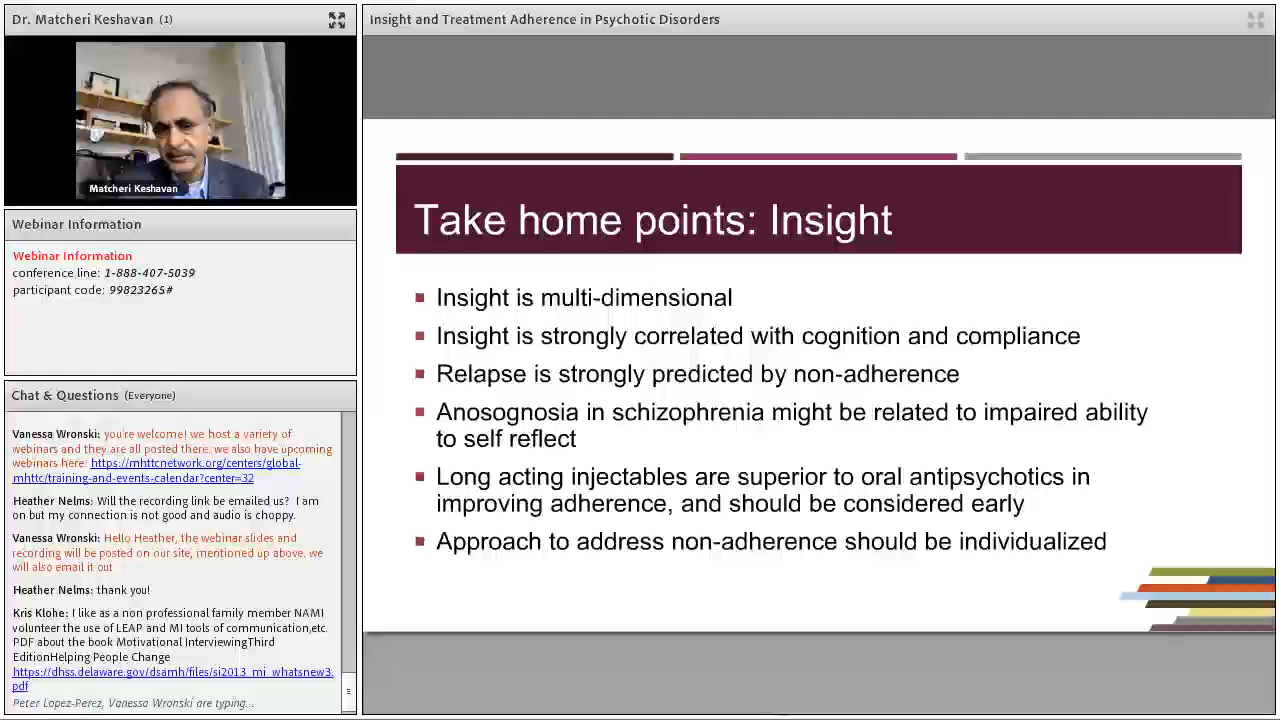 Dr. Matcheri Keshavan (1)
Matcheri Keshavan
Webinar Information
Webinar Information
conference line: 1-888-407-5039
participant code: 99823265#
Chat & Questions (Everyone)
Vanessa Wronski: you're welcome! we host a variety of
webinars and they are all posted there. we also have upcoming
webinars here: https://mhttcnetwork.org/centers/global-
mhttc/training-and-events-calendar?center=32
Heather Nelms: Will the recording link be emailed us? I am
on but my connection is not good and audio is choppy.
Vanessa Wronski: Hello Heather, the webinar slides and
recording will be posted on our site, mentioned up above. we
will also email it out
Heather Nelms: thank you!
Kris Klohe: I like as a non professional family member NAMI
volunteer the use of LEAP and MI tools of communication,etc.
PDF about the book Motivational InterviewingThird
EditionHelping People Change
https://dhss.delaware.gov/dsamh/files/si2013_mi_whatsnew3.
pdf
Peter Lopez-Perez, Vanessa Wronski are typing...
Insight and Treatment Adherence in Psychotic Disorders
Take home points: Insight
Insight is multi-dimensional
Insight is strongly correlated with cognition and compliance
Relapse is strongly predicted by non-adherence
Anosognosia in schizophrenia might be related to impaired ability
to self reflect
Long acting injectables are superior to oral antipsychotics in
improving adherence, and should be considered early
Approach to address non-adherence should be individualized